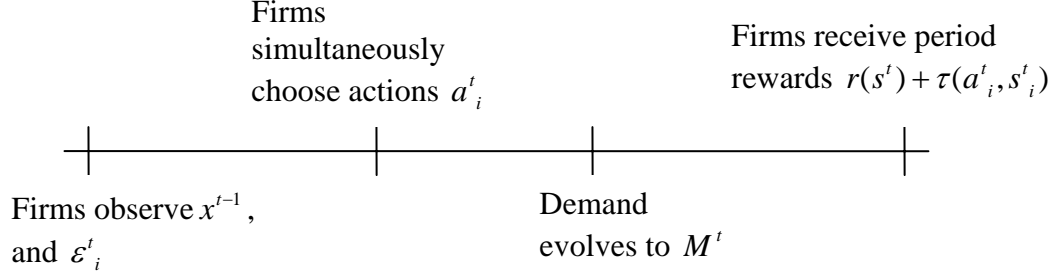 Firms
simultaneously
choose actions a^t_i
Firms receive period
rewards r(s^t) + τ(a^t_i, s^t_i)
Firms observe x^{t−1},
and ε^t_i
Demand
evolves to M^t